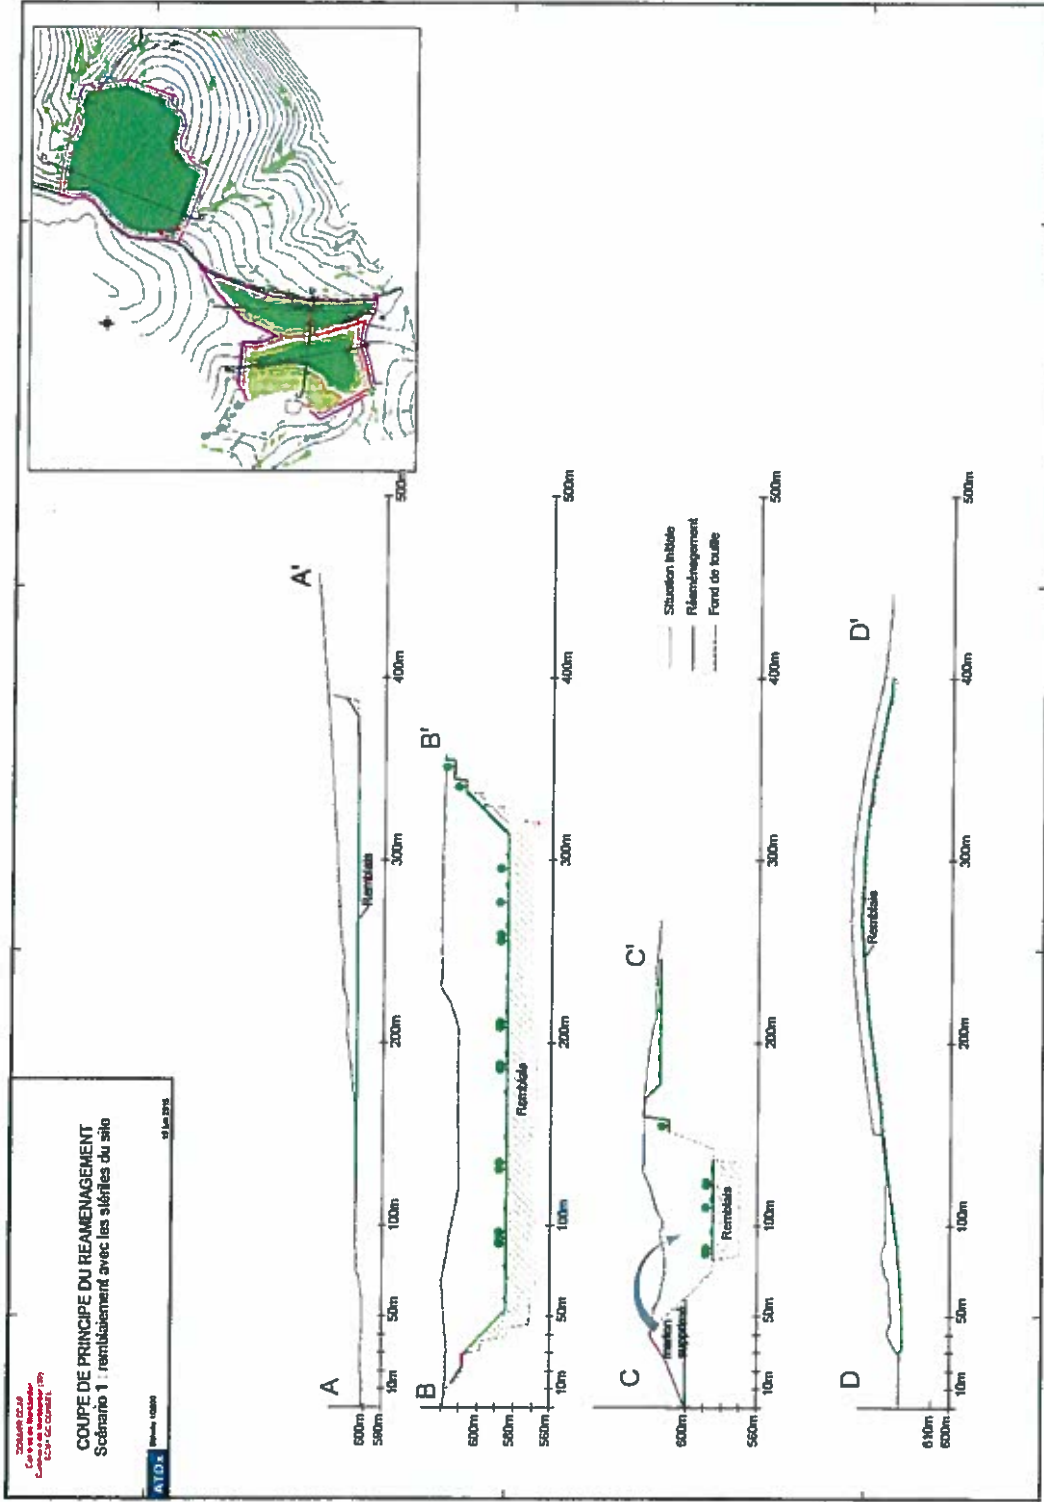 COUPE DE PRINCIPE DU REAMENAGEMENT
Scénario 1 : remblaiement avec les stériles du site
ATDx
A
A'
600m
590m
10m
50m
100m
200m
300m
400m
500m
Remblais
B
B'
600m
580m
560m
10m
50m
100m
200m
300m
400m
500m
Remblais
C
C'
600m
560m
10m
50m
100m
200m
300m
400m
500m
supprimé
Remblais
Situation initiale
Réaménagement
Fond de fouille
D
D'
610m
600m
10m
50m
100m
200m
300m
400m
500m
Remblais